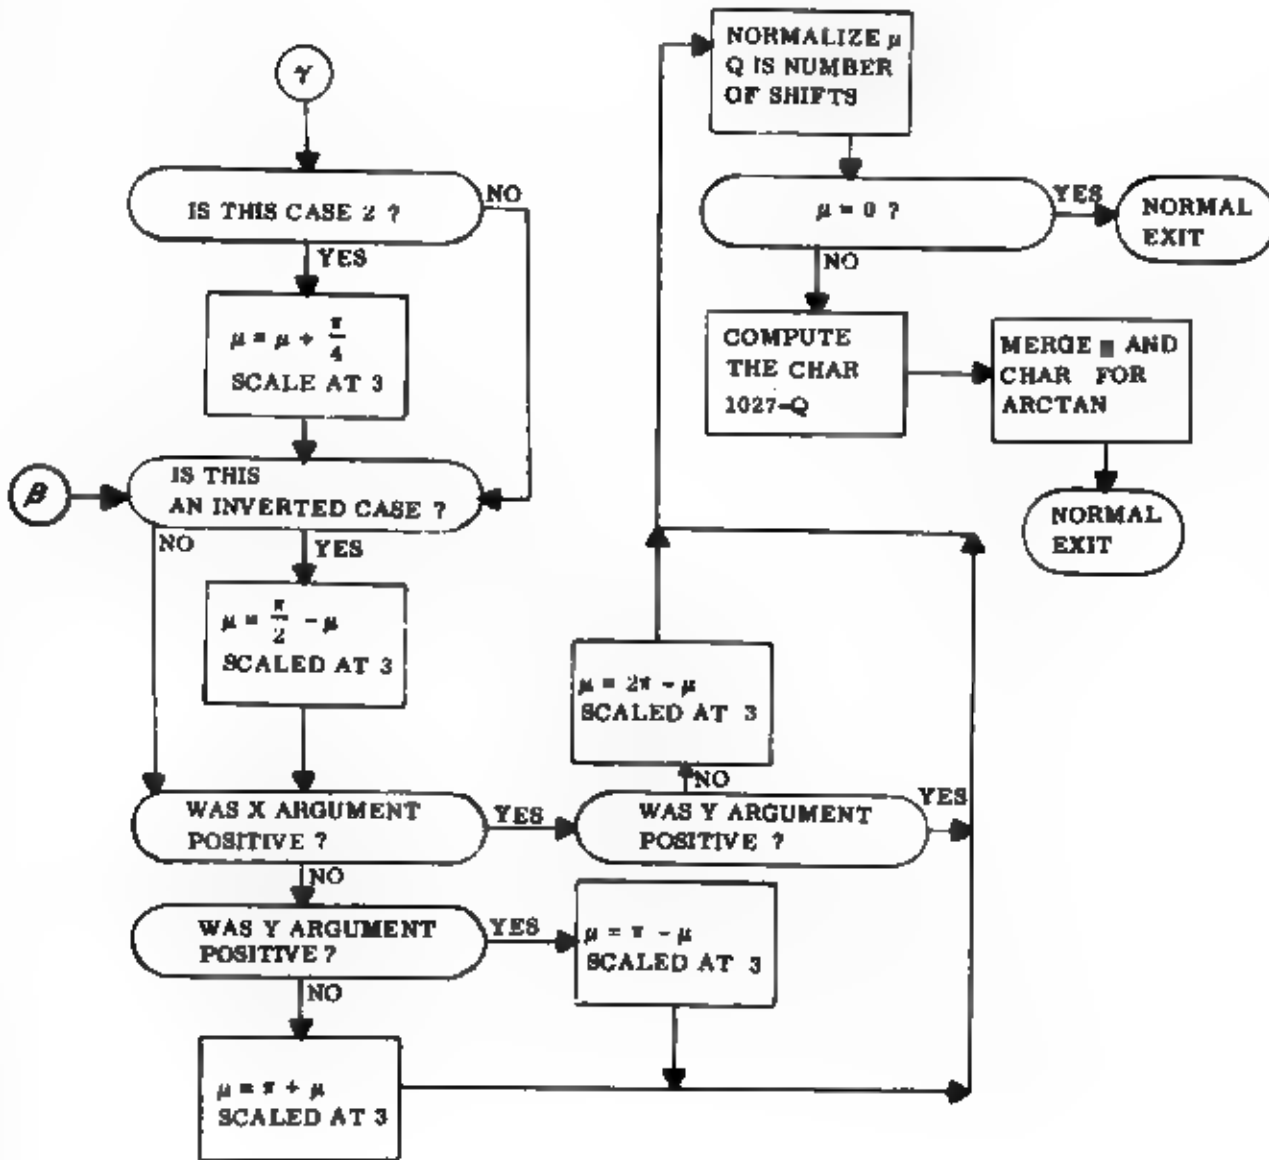 γ
IS THIS CASE 2 ?
NO
YES
μ = μ + π/4
SCALE AT 3
β
IS THIS
AN INVERTED CASE ?
NO
YES
μ = π/2 - μ
SCALED AT 3
WAS X ARGUMENT
POSITIVE ?
YES
NO
WAS Y ARGUMENT
POSITIVE ?
YES
NO
μ = π + μ
SCALED AT 3
μ = π - μ
SCALED AT 3
WAS Y ARGUMENT
POSITIVE ?
YES
NO
μ = 2π - μ
SCALED AT 3
NORMALIZE μ
Q IS NUMBER
OF SHIFTS
μ = 0 ?
YES
NORMAL
EXIT
NO
COMPUTE
THE CHAR
1027-Q
MERGE AND
CHAR FOR
ARCTAN
NORMAL
EXIT